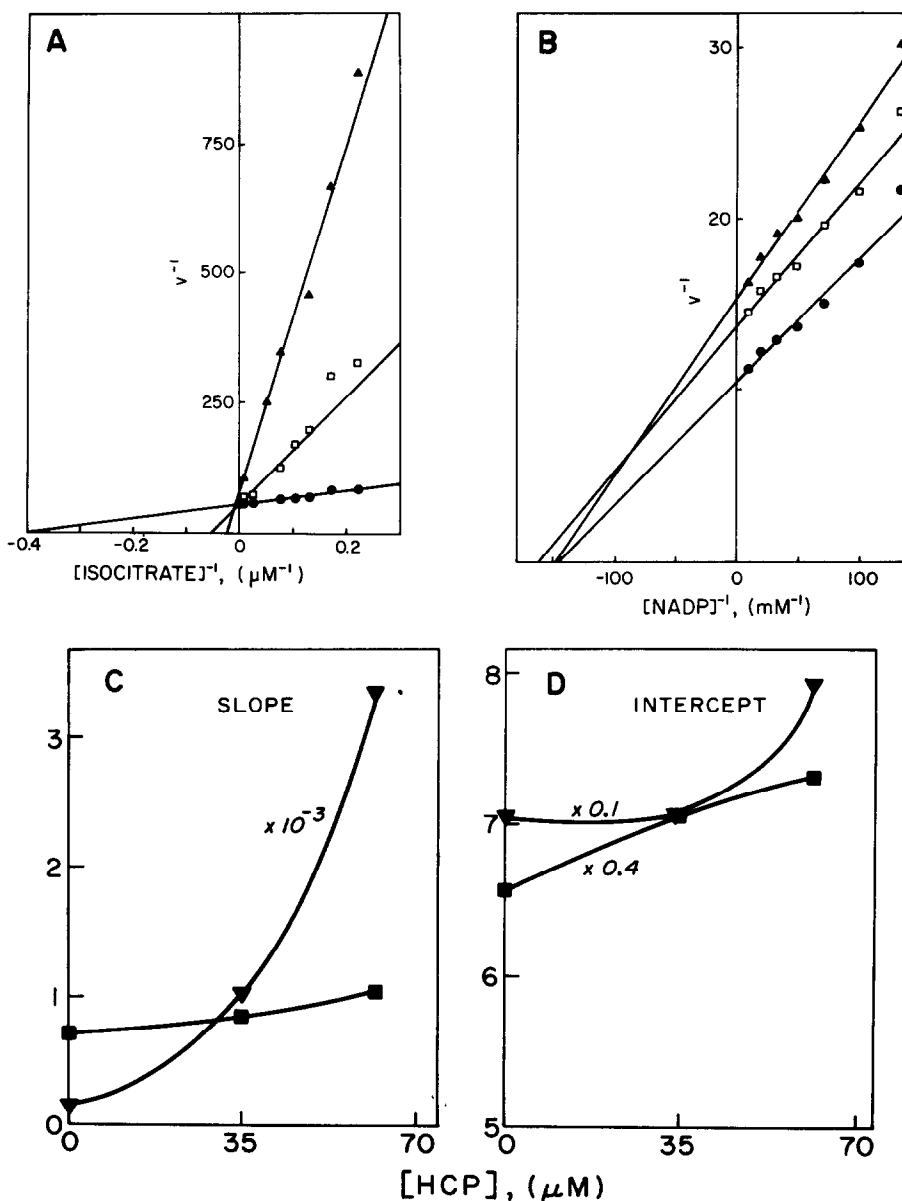 A
750
500
250
v⁻¹
-0.4
-0.2
0
0.2
[ISOCITRATE]⁻¹, (μM⁻¹)
B
30
20
v⁻¹
-100
0
100
[NADP]⁻¹, (mM⁻¹)
C
SLOPE
3
2
1
0
x 10⁻³
0
35
70
D
INTERCEPT
8
7
6
5
x 0.1
x 0.4
0
35
70
[HCP], (μM)